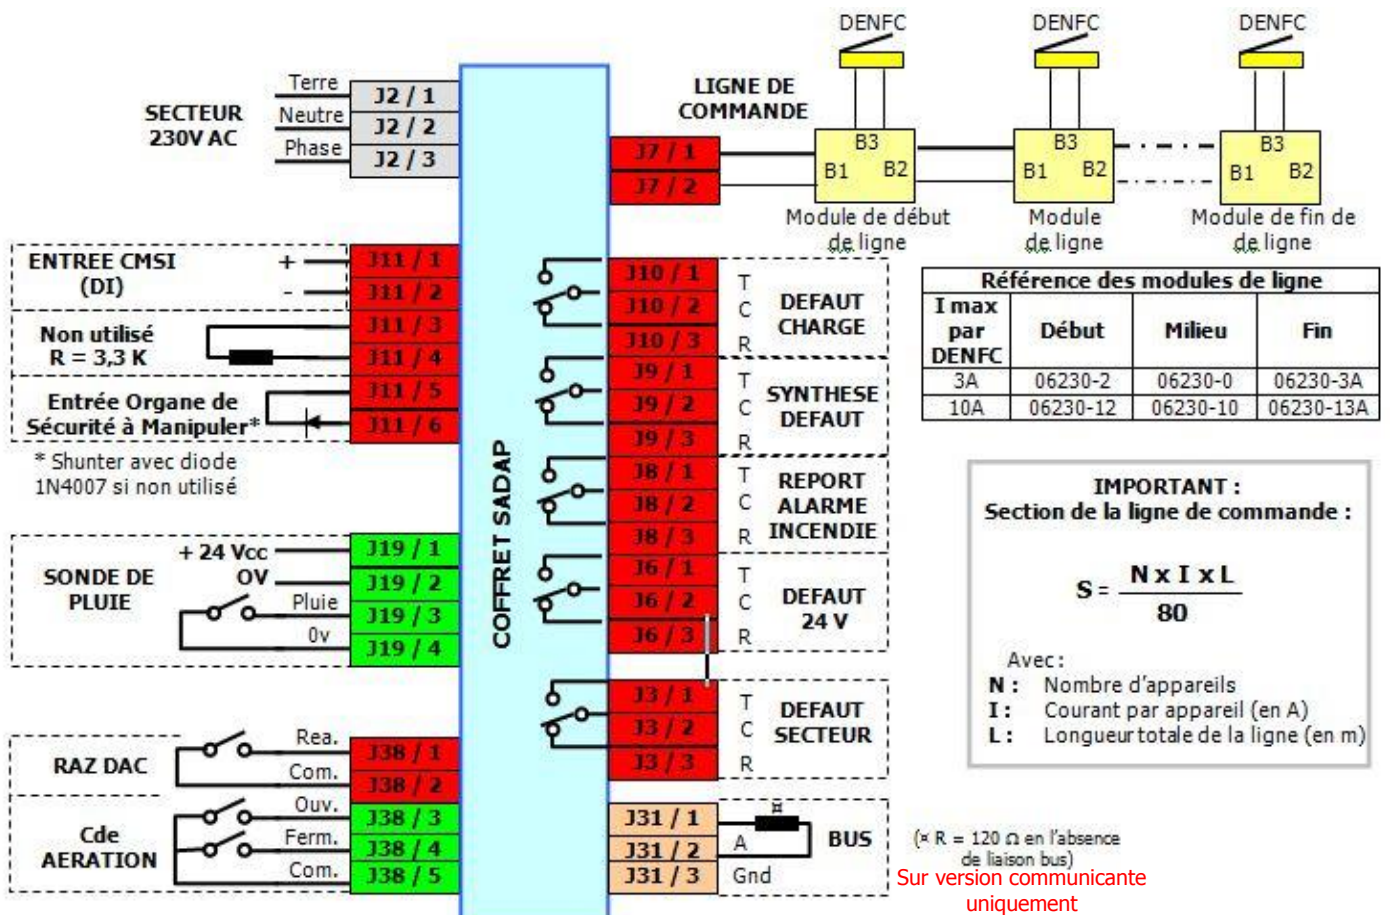 DENFC
DENFC
DENFC
SECTEUR
230V AC
Terre
Neutre
Phase
J2 / 1
J2 / 2
J2 / 3
LIGNE DE
COMMANDE
J7 / 1
J7 / 2
B3
B1 B2
Module de début
de ligne
B3
B1 B2
Module
de ligne
B3
B1 B2
Module de fin de
de ligne
ENTREE CMSI
(DI)
+
-
J11 / 1
J11 / 2
Non utilisé
R = 3,3 K
J11 / 3
J11 / 4
Entrée Organe de
Sécurité à Manipuler*
J11 / 5
J11 / 6
* Shunter avec diode
1N4007 si non utilisé
SONDE DE
PLUIE
+ 24 Vcc
OV
Pluie
0v
J19 / 1
J19 / 2
J19 / 3
J19 / 4
RAZ DAC
Rea.
Com.
J38 / 1
J38 / 2
Cde
AERATION
Ouv.
Ferm.
Com.
J38 / 3
J38 / 4
J38 / 5
COFFRET SADAP
J10 / 1
J10 / 2
J10 / 3
T
C
R
DEFAUT
CHARGE
J9 / 1
J9 / 2
J9 / 3
T
C
R
SYNTHESE
DEFAUT
J8 / 1
J8 / 2
J8 / 3
T
C
R
REPORT
ALARME
INCENDIE
J6 / 1
J6 / 2
J6 / 3
T
C
R
DEFAUT
24 V
J3 / 1
J3 / 2
J3 / 3
T
C
R
DEFAUT
SECTEUR
J31 / 1
J31 / 2
J31 / 3
¤
A
Gnd
BUS
(¤ R = 120 Ω en l'absence
de liaison bus)
Sur version communicante
uniquement
Référence des modules de ligne
I max
par
DENFC
Début Milieu Fin
3A 06230-2 06230-0 06230-3A
10A 06230-12 06230-10 06230-13A
IMPORTANT :
Section de la ligne de commande :
S = N x I x L
80
Avec :
N : Nombre d'appareils
I : Courant par appareil (en A)
L : Longueur totale de la ligne (en m)